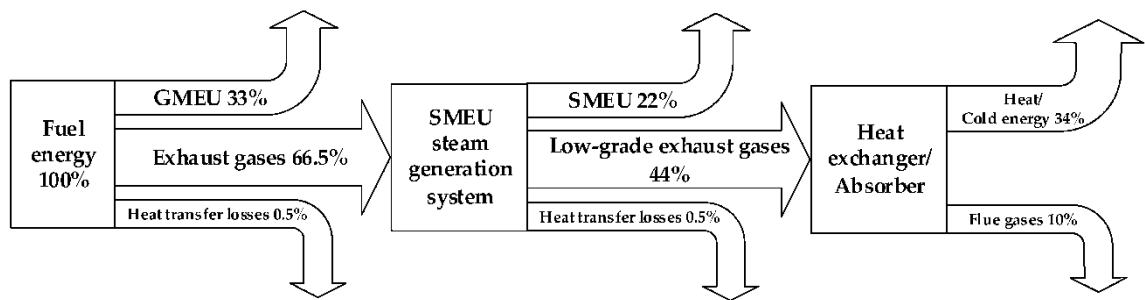 Fuel
energy
100%
GMEU 33%
Exhaust gases 66.5%
Heat transfer losses 0.5%
SMEU
steam
generation
system
SMEU 22%
Low-grade exhaust gases
44%
Heat transfer losses 0.5%
Heat
exchanger/
Absorber
Heat/
Cold energy 34%
Flue gases 10%